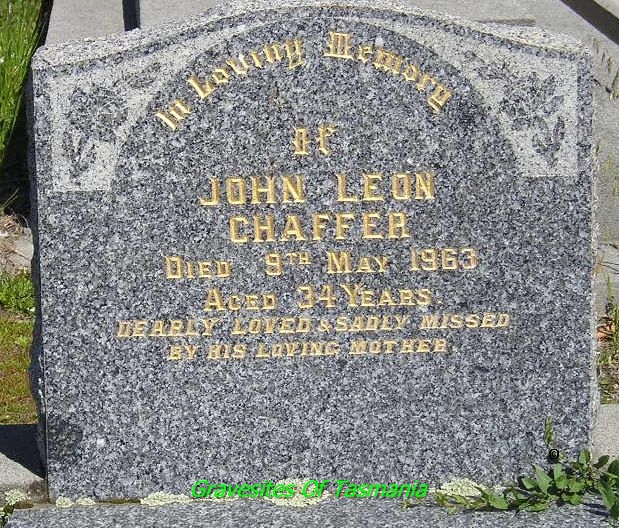 In Loving Memory
of
JOHN LEON
CHAFFER
DIED 9TH MAY 1963
AGED 34 YEARS.
DEARLY LOVED & SADLY MISSED
BY HIS LOVING MOTHER.
Gravesites Of Tasmania